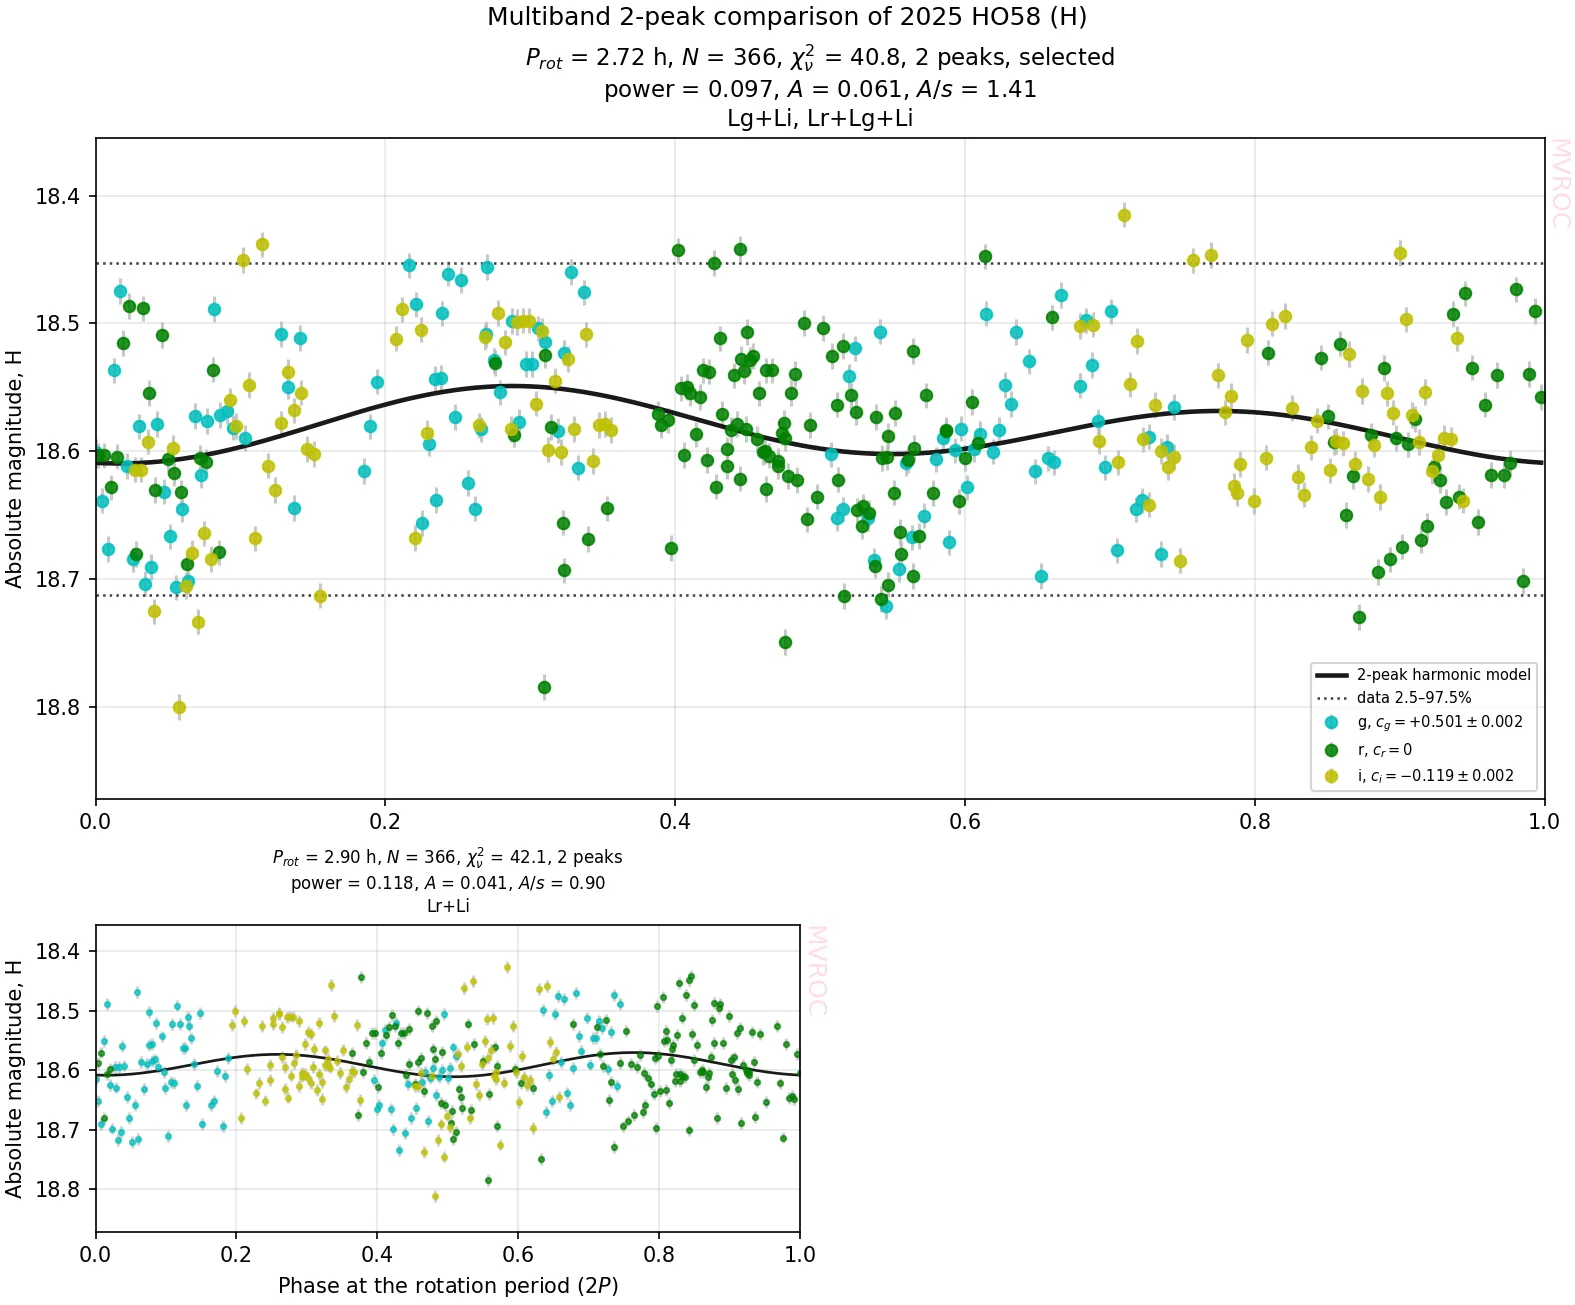 Multiband 2-peak comparison of 2025 HO58 (H)
P_rot = 2.72 h, N = 366, χ²_ν = 40.8, 2 peaks, selected
power = 0.097, A = 0.061, A/s = 1.41
Lg+Li, Lr+Lg+Li
Absolute magnitude, H
18.4
18.5
18.6
18.7
18.8
0.0 0.2 0.4 0.6 0.8 1.0
2-peak harmonic model
data 2.5–97.5%
g, c_g = +0.501 ± 0.002
r, c_r = 0
i, c_i = −0.119 ± 0.002
MVROC
P_rot = 2.90 h, N = 366, χ²_ν = 42.1, 2 peaks
power = 0.118, A = 0.041, A/s = 0.90
Lr+Li
Absolute magnitude, H
18.4
18.5
18.6
18.7
18.8
0.0 0.2 0.4 0.6 0.8 1.0
Phase at the rotation period (2P)
MVROC